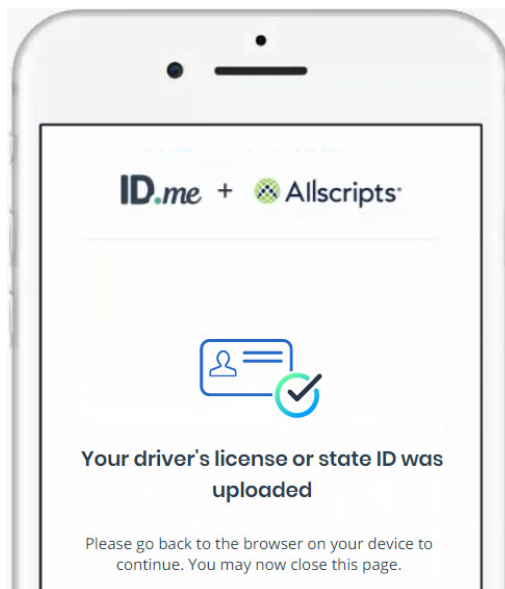 ID.me + Allscripts
Your driver's license or state ID was
uploaded
Please go back to the browser on your device to
continue. You may now close this page.